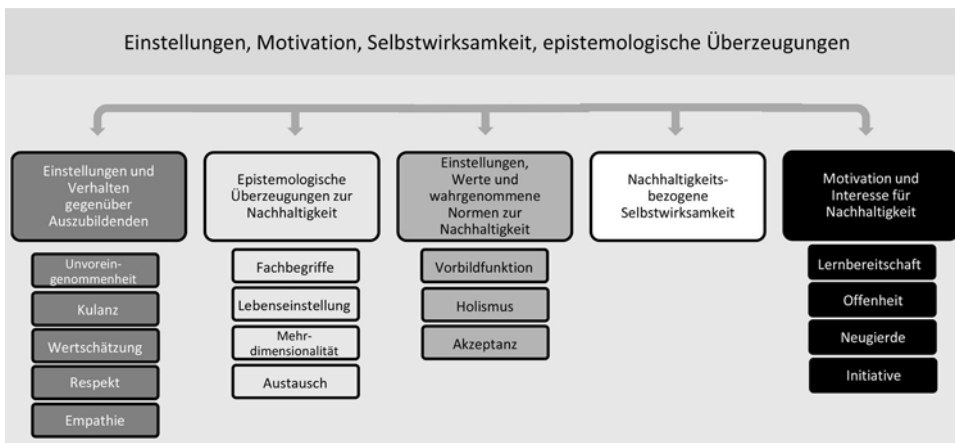 Einstellungen, Motivation, Selbstwirksamkeit, epistemologische Überzeugungen
Einstellungen und
Verhalten
gegenüber
Auszubildenden
Unvorein-
genommenheit
Kulanz
Wertschätzung
Respekt
Empathie
Epistemologische
Überzeugungen zur
Nachhaltigkeit
Fachbegriffe
Lebenseinstellung
Mehr-
dimensionalität
Austausch
Einstellungen,
Werte und
wahrgenommene
Normen zur
Nachhaltigkeit
Vorbildfunktion
Holismus
Akzeptanz
Nachhaltigkeits-
bezogene
Selbstwirksamkeit
Motivation und
Interesse für
Nachhaltigkeit
Lernbereitschaft
Offenheit
Neugierde
Initiative